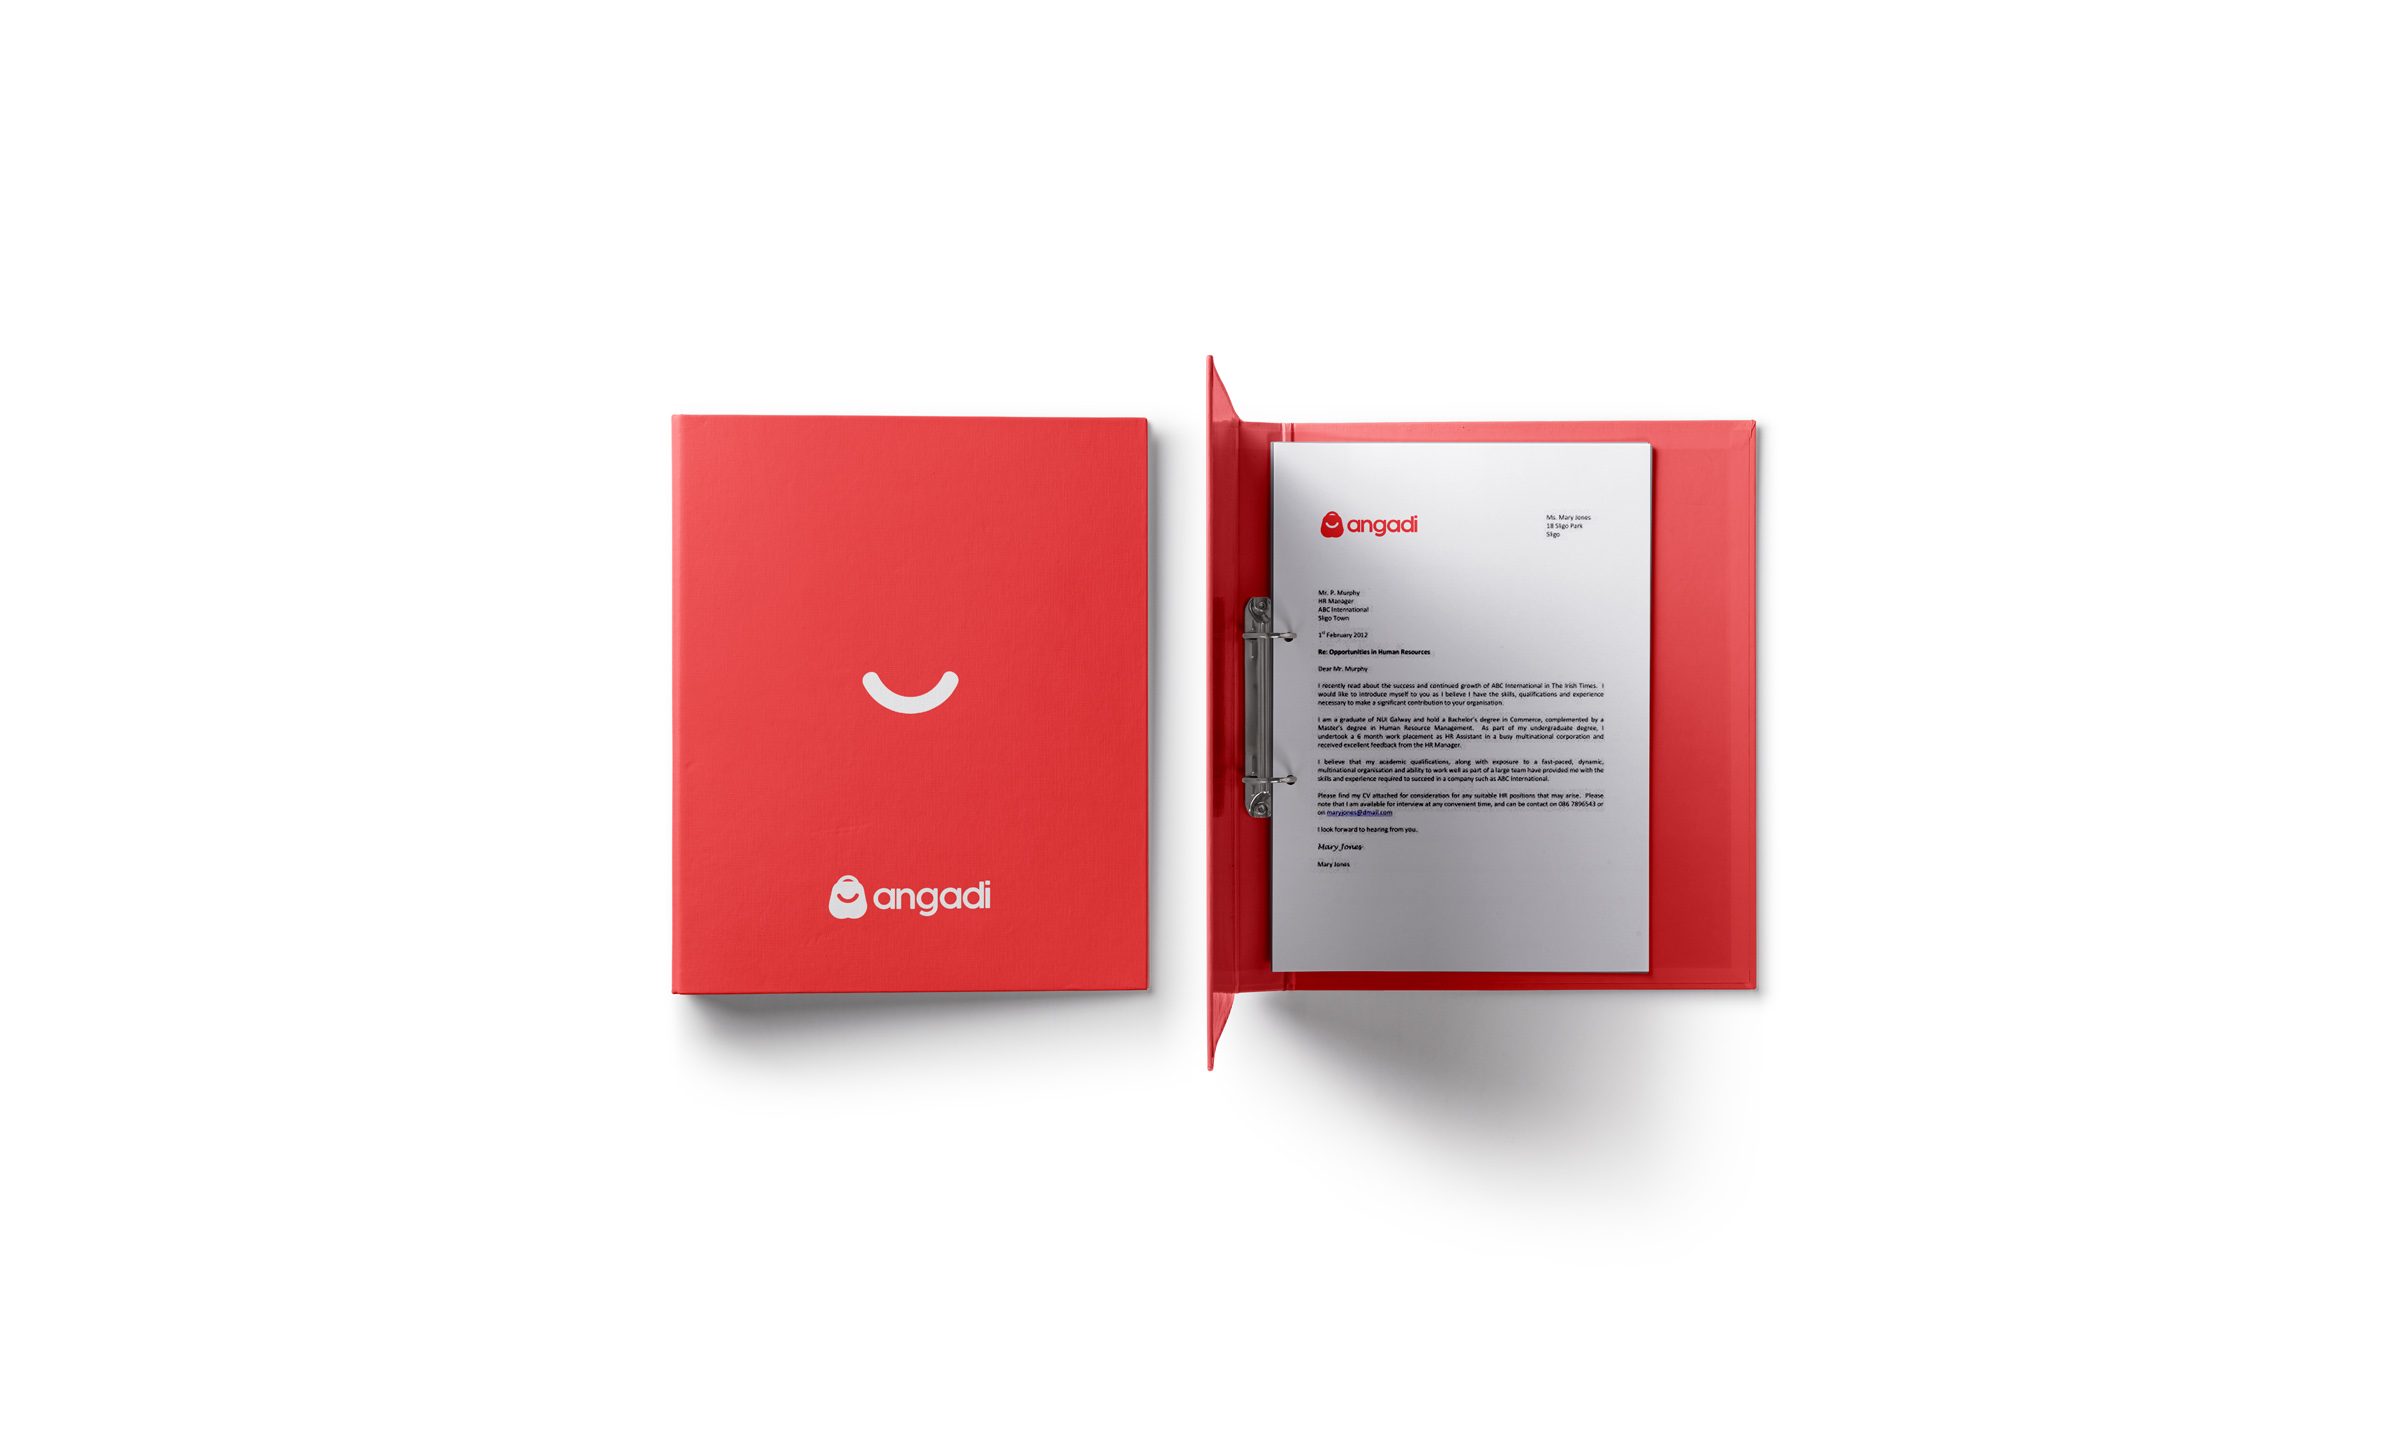 angadi
angadi
Ms. Mary Jones
18 Sligo Park
Sligo
Mr. P. Murphy
HR Manager
ABC International
Sligo Town
1st February 2012
Re: Opportunities in Human Resources
Dear Mr. Murphy
I recently read about the success and continued growth of ABC International in The Irish Times. I
would like to introduce myself to you as I believe I have the skills, qualifications and experience
necessary to make a significant contribution to your organisation.
I am a graduate of NUI Galway and hold a Bachelor's degree in Commerce, complemented by a
Master's degree in Human Resource Management. As part of my undergraduate degree, I
undertook a 6 month work placement as HR Assistant in a busy multinational corporation and
received excellent feedback from the HR Manager.
I believe that my academic qualifications, along with exposure to a fast-paced, dynamic,
multinational organisation and ability to work well as part of a large team have provided me with the
skills and experience required to succeed in a company such as ABC International.
Please find my CV attached for consideration for any suitable HR positions that may arise. Please
note that I am available for interview at any convenient time, and can be contact on 086 7896543 or
on maryjones@dmail.com
I look forward to hearing from you.
Mary Jones
Mary Jones